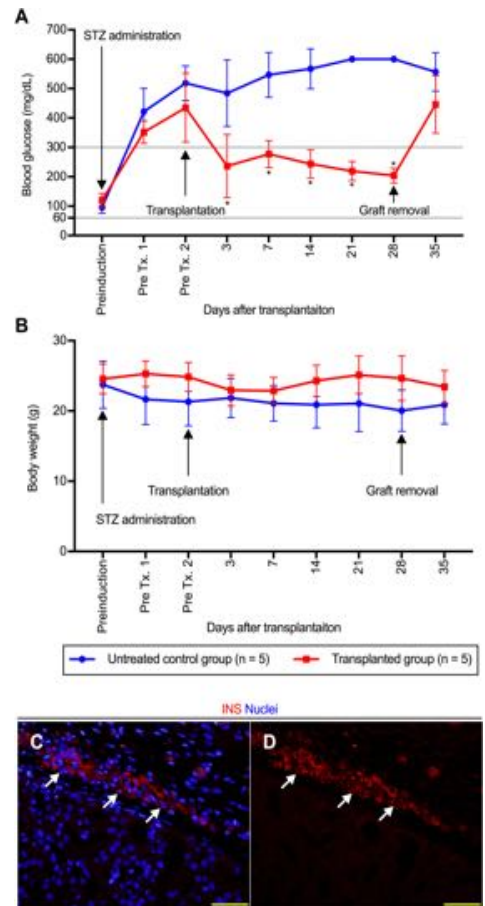 A
STZ administration
Blood glucose (mg/dL)
700
600
500
400
300
200
100
60
0
Transplantation
Graft removal
*
*
*
*
*
Preinduction
Pre Tx. 1
Pre Tx. 2
3
7
14
21
28
35
Days after transplantaiton
B
Body weight (g)
30
20
10
0
Transplantation
Graft removal
STZ administration
Preinduction
Pre Tx. 1
Pre Tx. 2
3
7
14
21
28
35
Days after transplantaiton
Untreated control group (n = 5)
Transplanted group (n = 5)
INS Nuclei
C
D